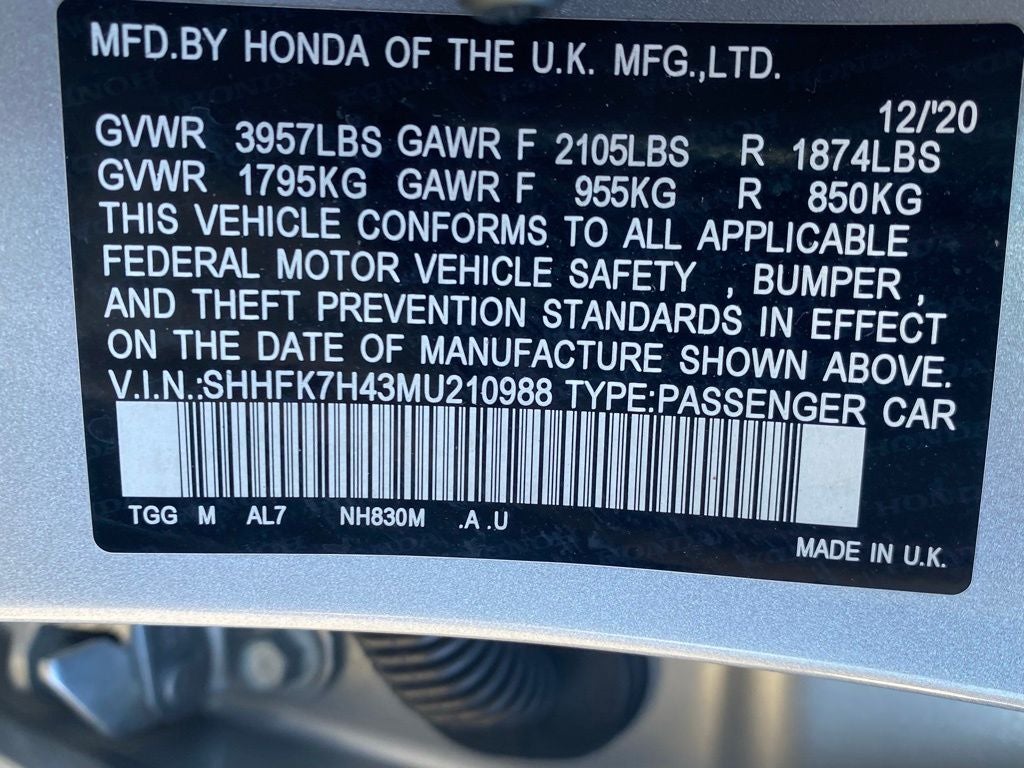 MFD.BY HONDA OF THE U.K. MFG.,LTD.
12/'20
GVWR 3957LBS GAWR F 2105LBS R 1874LBS
GVWR 1795KG GAWR F 955KG R 850KG
THIS VEHICLE CONFORMS TO ALL APPLICABLE
FEDERAL MOTOR VEHICLE SAFETY , BUMPER ,
AND THEFT PREVENTION STANDARDS IN EFFECT
ON THE DATE OF MANUFACTURE SHOWN ABOVE.
V.I.N.:SHHFK7H43MU210988 TYPE:PASSENGER CAR
TGG M AL7 NH830M .A .U
MADE IN U.K.